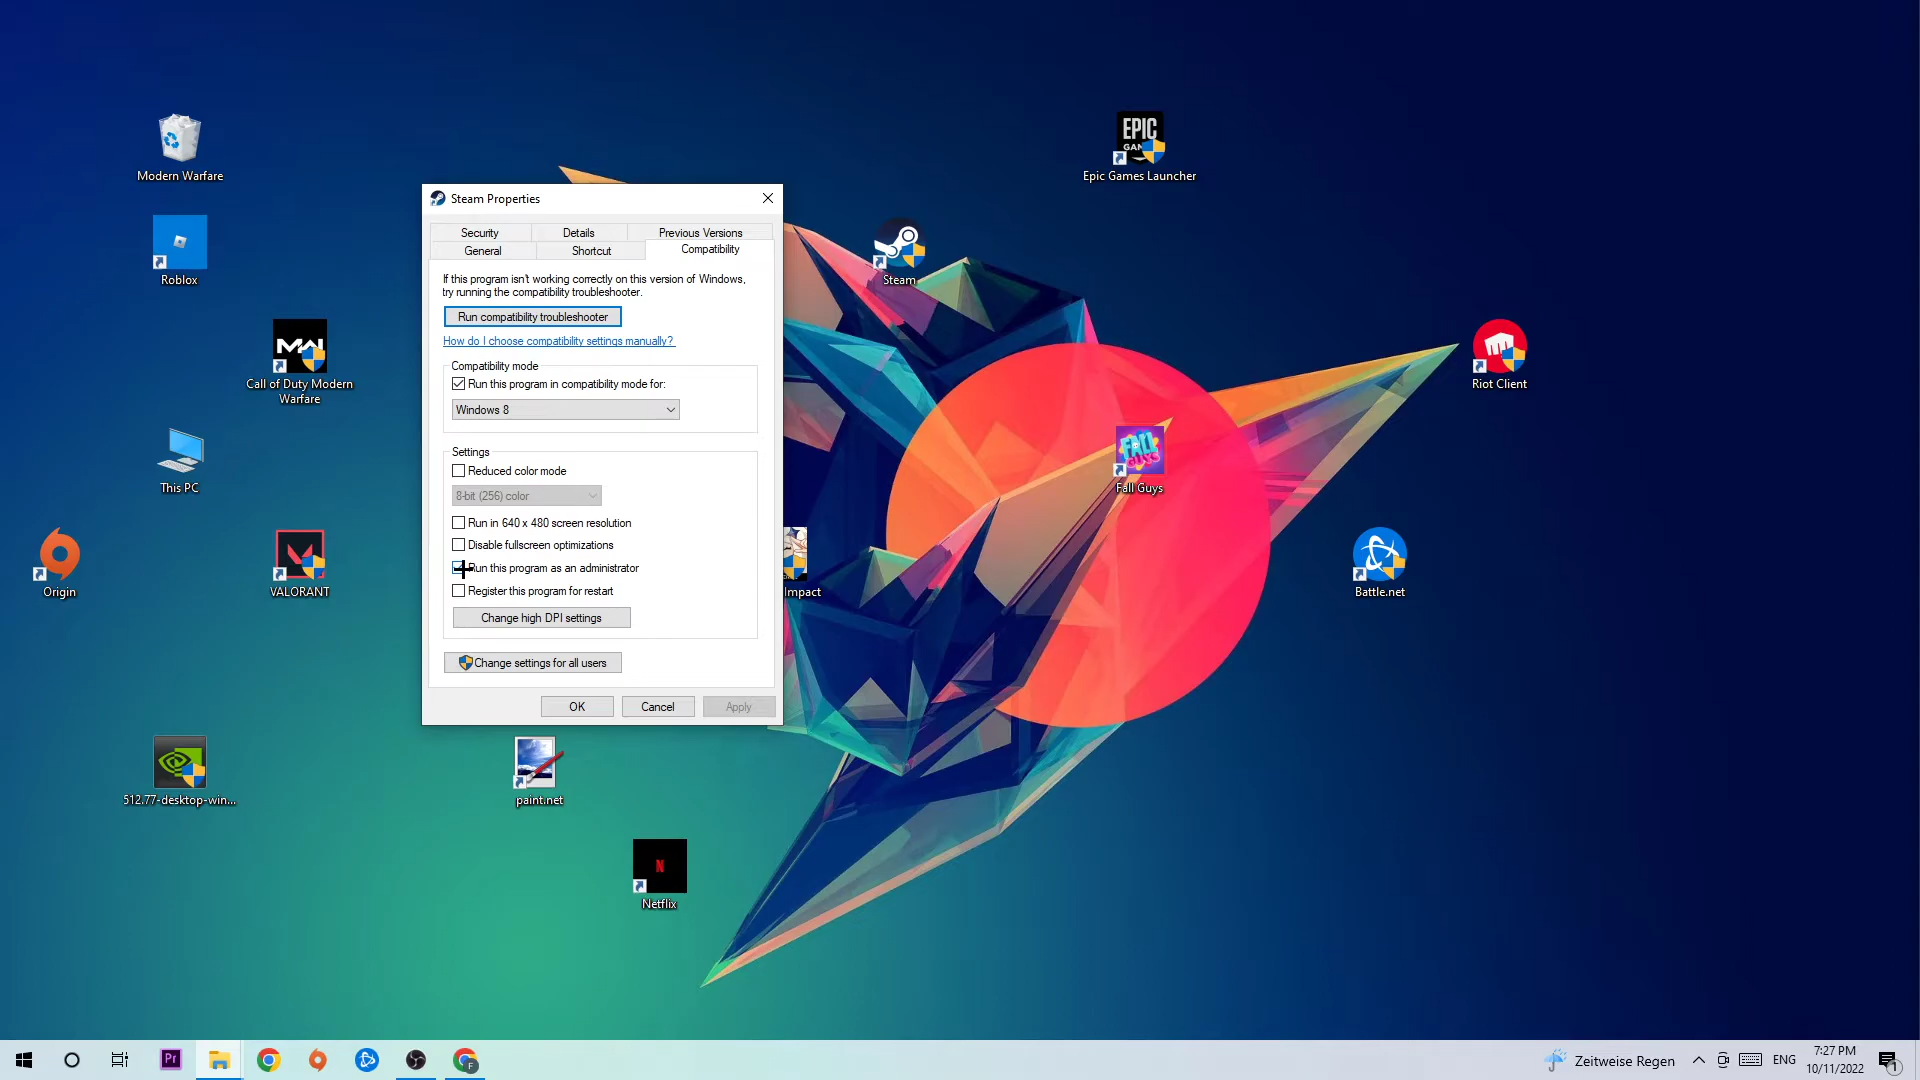 Modern Warfare
Roblox
Call of Duty Modern
Warfare
This PC
Origin
VALORANT
512.77-desktop-win...
paint.net
N
Netflix
Steam Properties
Security
Details
Previous Versions
General
Shortcut
Compatibility
If this program isn't working correctly on this version of Windows,
try running the compatibility troubleshooter.
Run compatibility troubleshooter
How do I choose compatibility settings manually?
Compatibility mode
Run this program in compatibility mode for:
Windows 8
Settings
Reduced color mode
8-bit (256) color
Run in 640 x 480 screen resolution
Disable fullscreen optimizations
Run this program as an administrator
Register this program for restart
Change high DPI settings
Change settings for all users
OK
Cancel
Apply
Steam
Impact
EPIC
Epic Games Launcher
FALL
Fall Guys
Riot Client
Battle.net
Pr
F
Zeitweise Regen
ENG
7:27 PM
10/11/2022
1